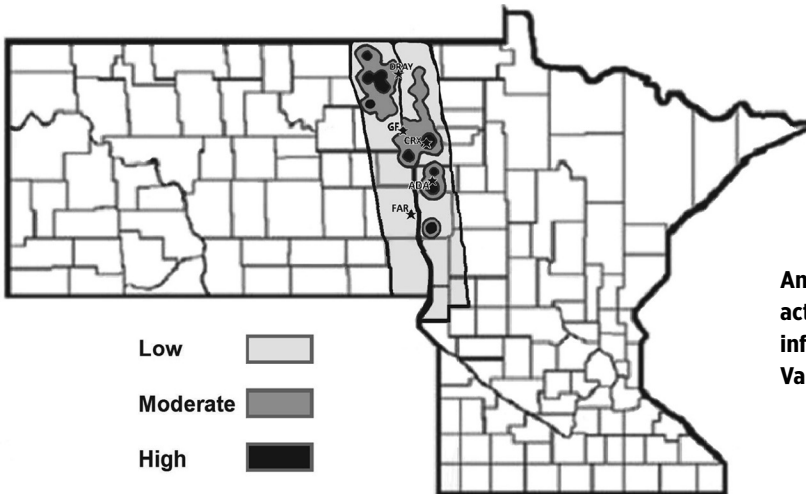 DRAY
GF
CRX
ADA
FAR
Low
Moderate
High
An
act
inf
Va